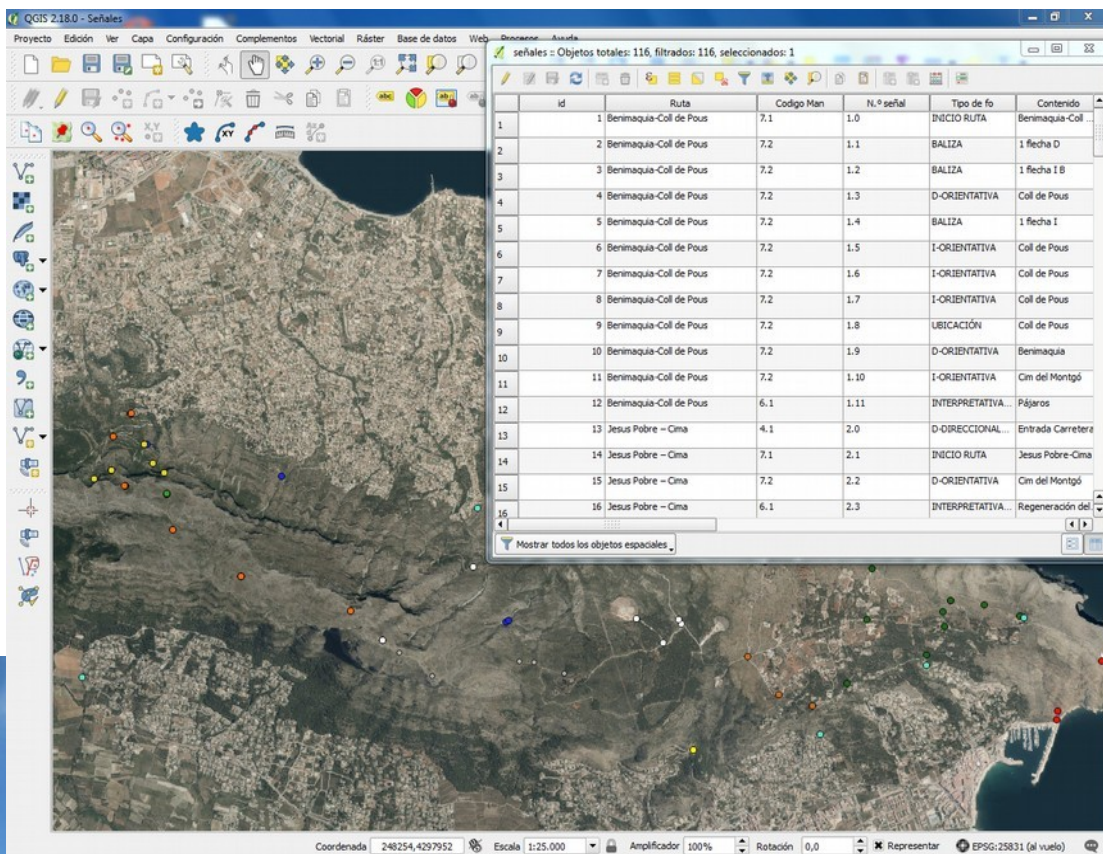 QGIS 2.18.0 - Señales
Proyecto Edición Ver Capa Configuración Complementos Vectorial Ráster Base de datos Web Procesos Ayuda
señales :: Objetos totales: 116, filtrados: 116, seleccionados: 1
id Ruta Codigo Man N.º señal Tipo de fo Contenido
1 1 Benimaquia-Coll de Pous 7.1 1.0 INICIO RUTA Benimaquia-Coll ...
2 2 Benimaquia-Coll de Pous 7.2 1.1 BALIZA 1 flecha D
3 3 Benimaquia-Coll de Pous 7.2 1.2 BALIZA 1 flecha I B
4 4 Benimaquia-Coll de Pous 7.2 1.3 D-ORIENTATIVA Coll de Pous
5 5 Benimaquia-Coll de Pous 7.2 1.4 BALIZA 1 flecha I
6 6 Benimaquia-Coll de Pous 7.2 1.5 I-ORIENTATIVA Coll de Pous
7 7 Benimaquia-Coll de Pous 7.2 1.6 I-ORIENTATIVA Coll de Pous
8 8 Benimaquia-Coll de Pous 7.2 1.7 I-ORIENTATIVA Coll de Pous
9 9 Benimaquia-Coll de Pous 7.2 1.8 UBICACIÓN Coll de Pous
10 10 Benimaquia-Coll de Pous 7.2 1.9 D-ORIENTATIVA Benimaquia
11 11 Benimaquia-Coll de Pous 7.2 1.10 I-ORIENTATIVA Cim del Montgó
12 12 Benimaquia-Coll de Pous 6.1 1.11 INTERPRETATIVA... Pájaros
13 13 Jesus Pobre – Cima 4.1 2.0 D-DIRECCIONAL... Entrada Carretera
14 14 Jesus Pobre – Cima 7.1 2.1 INICIO RUTA Jesus Pobre-Cima
15 15 Jesus Pobre – Cima 7.2 2.2 D-ORIENTATIVA Cim del Montgó
16 16 Jesus Pobre – Cima 6.1 2.3 INTERPRETATIVA... Regeneración del
Mostrar todos los objetos espaciales
Coordenada 248254,4297952 Escala 1:25.000 Amplificador 100% Rotación 0,0 Representar EPSG:25831 (al vuelo)